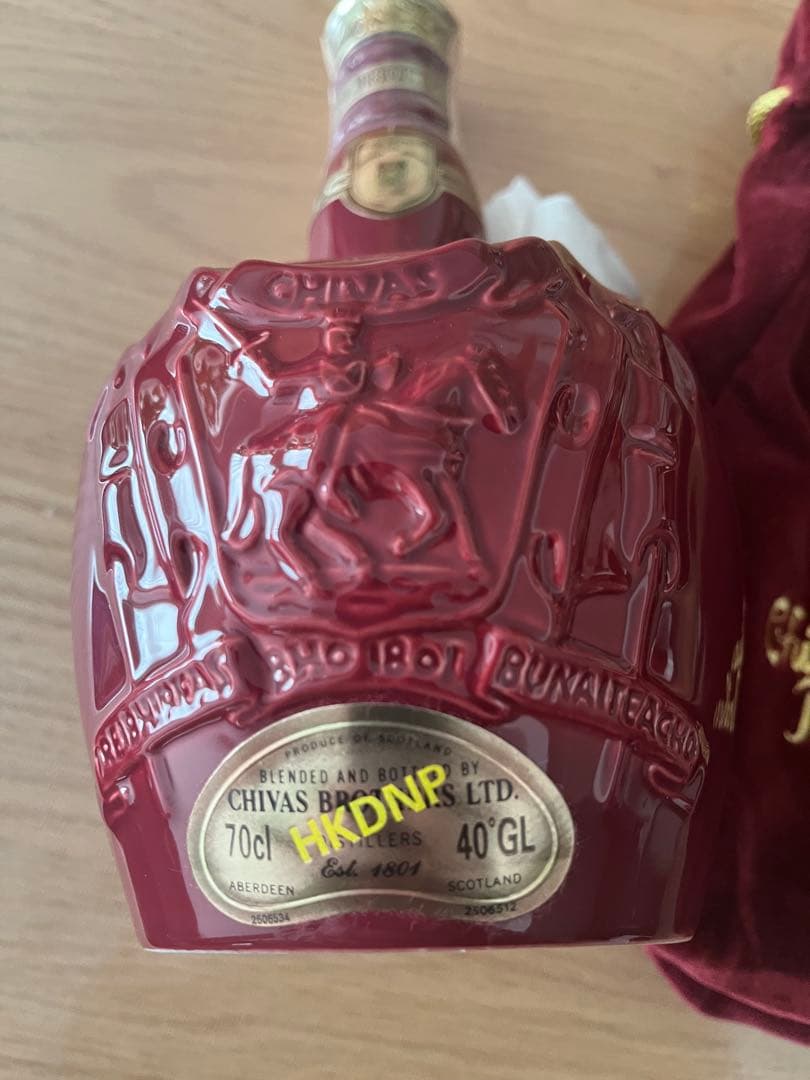 CHIVAS
BHO 1801
BUNAITEACHD
PRODUCE OF SCOTLAND
BLENDED AND BOTTLED BY
CHIVAS BROTHERS LTD.
HKDNP
70cl
DISTILLERS
40°GL
Est. 1801
ABERDEEN
SCOTLAND
2506534
2506512